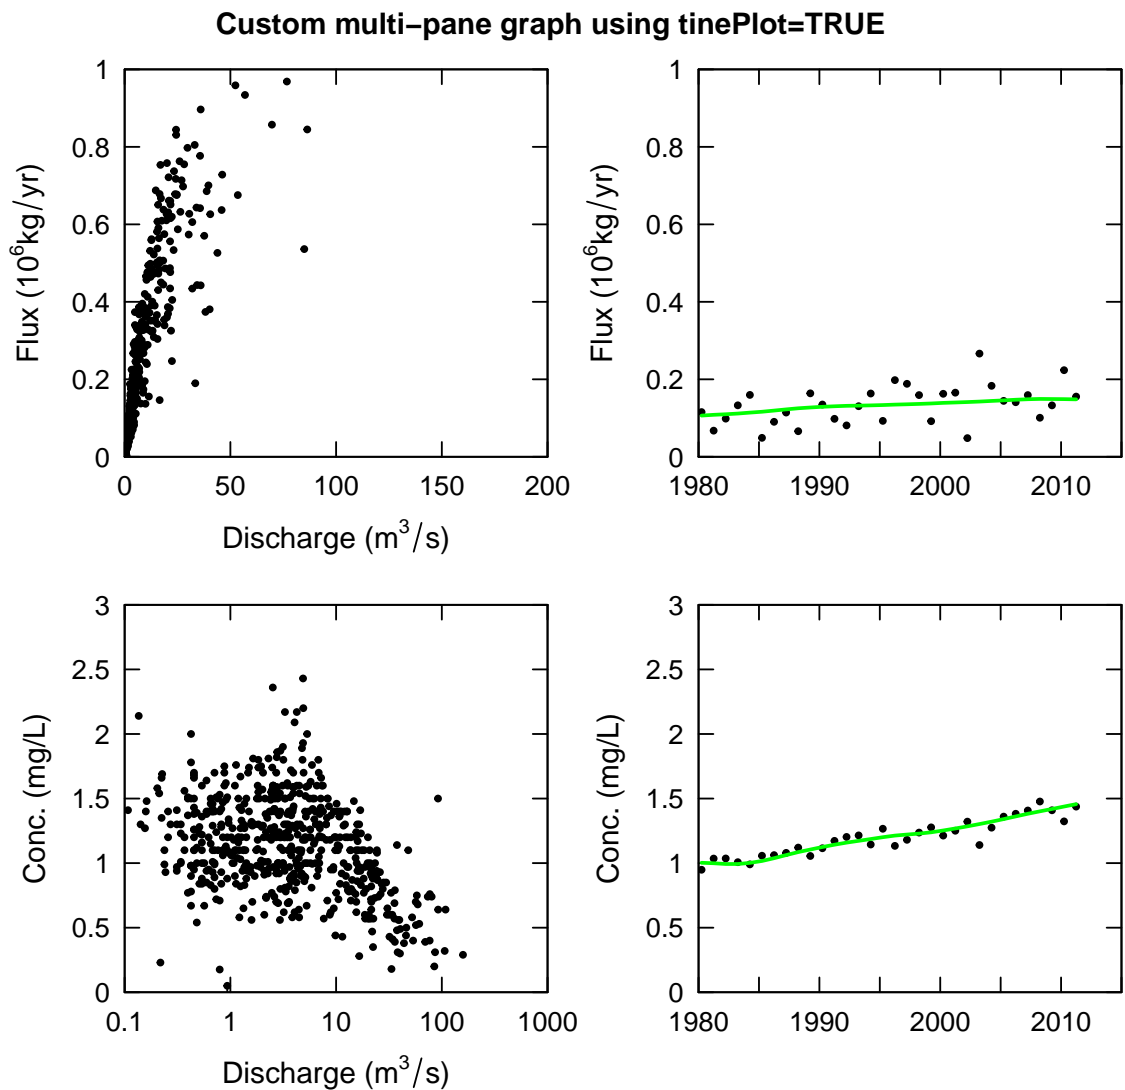 Custom multi−pane graph using tinePlot=TRUE
1
0.8
0.6
0.4
0.2
0
Flux (10⁶kg/yr)
0 50 100 150 200
Discharge (m³/s)
1
0.8
0.6
0.4
0.2
0
Flux (10⁶kg/yr)
1980 1990 2000 2010
3
2.5
2
1.5
1
0.5
0
Conc. (mg/L)
0.1 1 10 100 1000
Discharge (m³/s)
3
2.5
2
1.5
1
0.5
0
Conc. (mg/L)
1980 1990 2000 2010